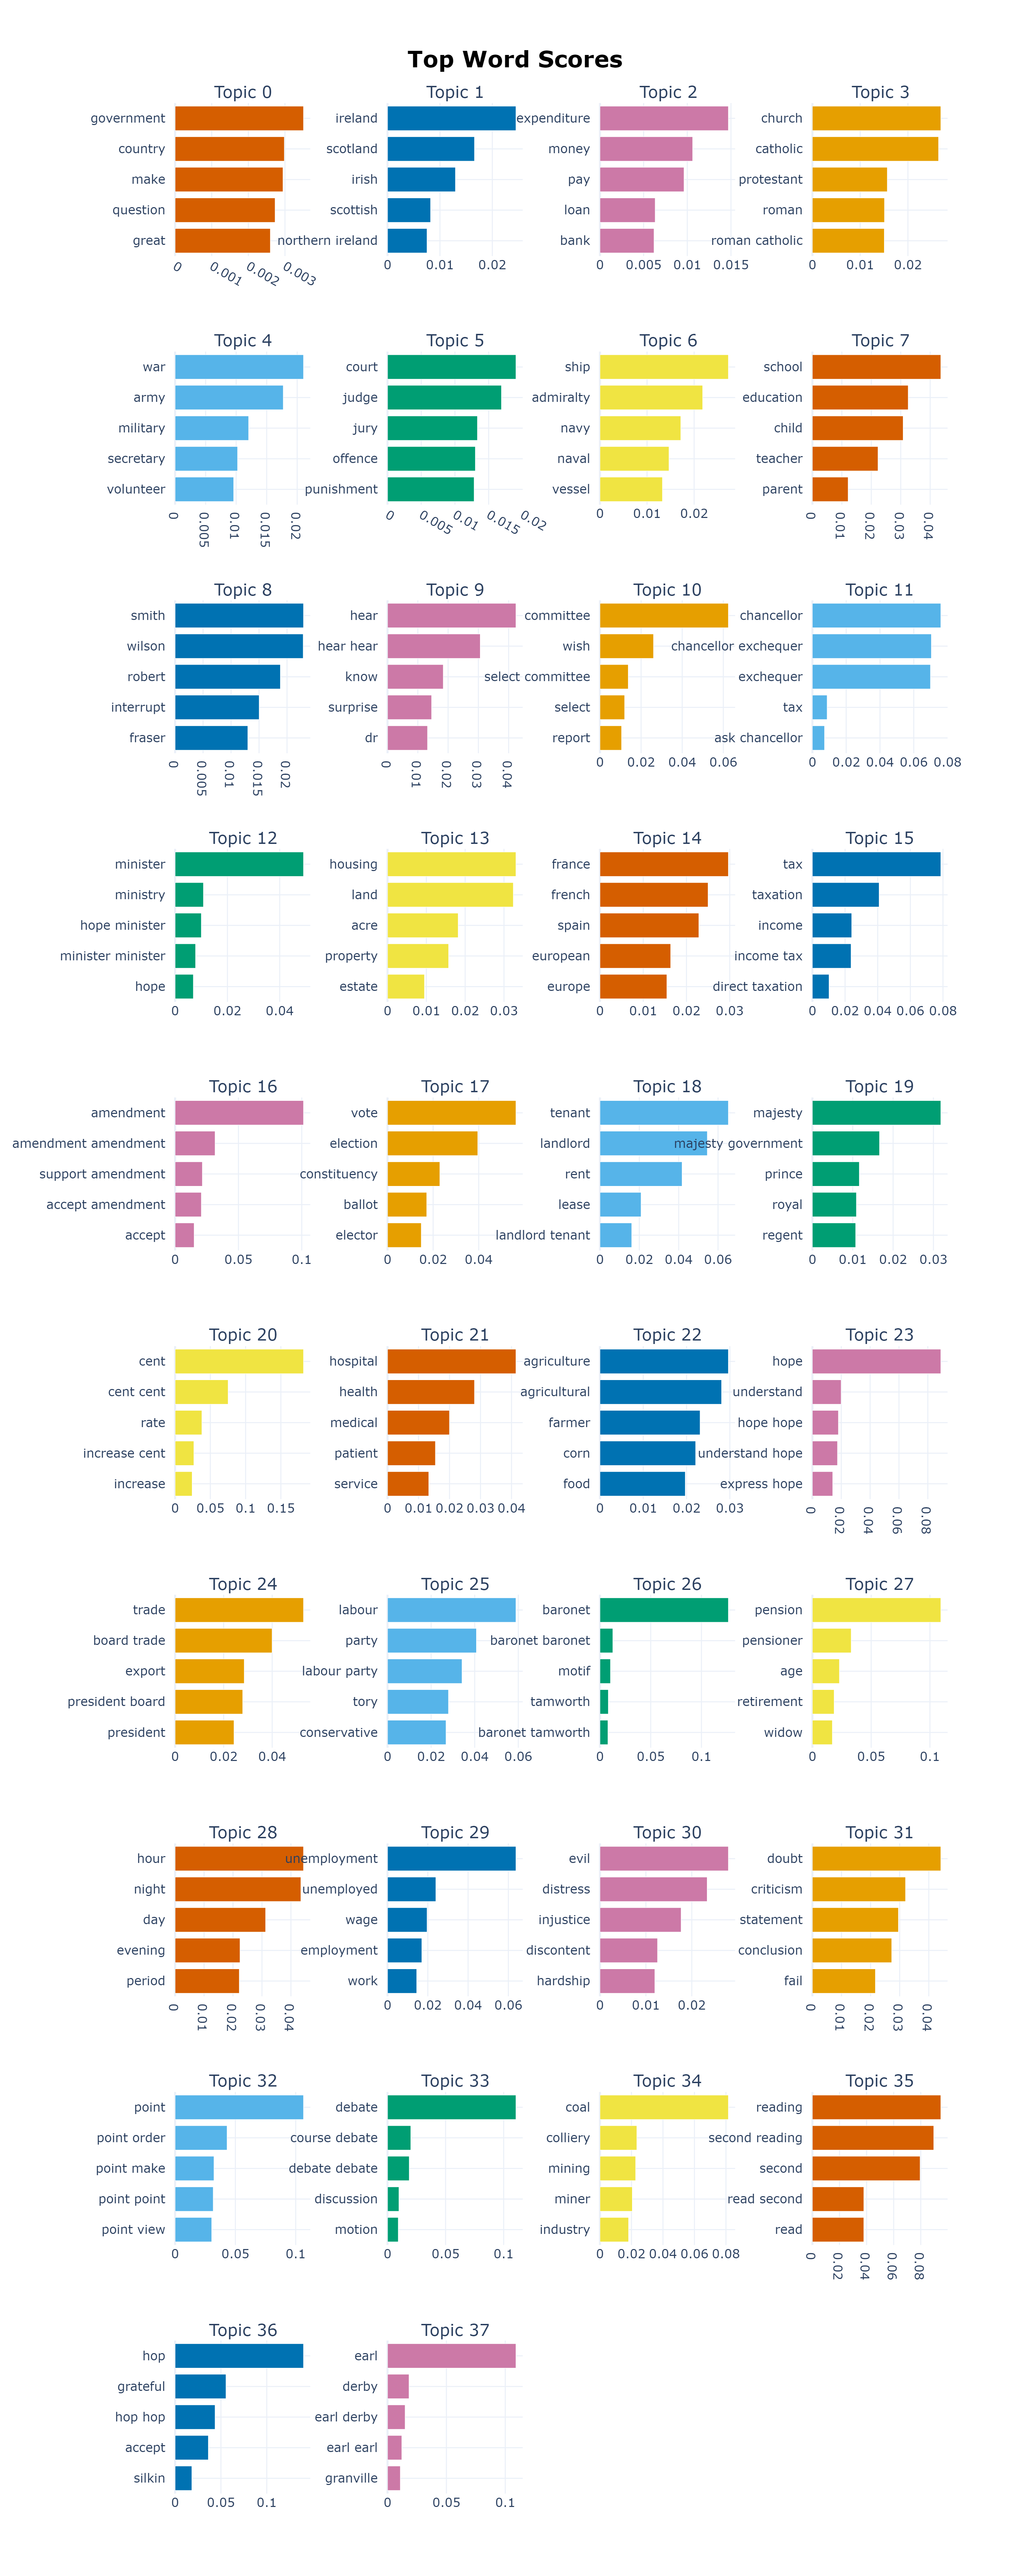 Top Word Scores
Topic 0
government
country
make
question
great
0 0.001 0.002 0.003
Topic 1
ireland
scotland
irish
scottish
northern ireland
0 0.01 0.02
Topic 2
expenditure
money
pay
loan
bank
0 0.005 0.01 0.015
Topic 3
church
catholic
protestant
roman
roman catholic
0 0.01 0.02
Topic 4
war
army
military
secretary
volunteer
0 0.005 0.01 0.015 0.02
Topic 5
court
judge
jury
offence
punishment
0 0.005 0.01 0.015 0.02
Topic 6
ship
admiralty
navy
naval
vessel
0 0.01 0.02
Topic 7
school
education
child
teacher
parent
0 0.01 0.02 0.03 0.04
Topic 8
smith
wilson
robert
interrupt
fraser
0 0.005 0.01 0.015 0.02
Topic 9
hear
hear hear
know
surprise
dr
0 0.01 0.02 0.03 0.04
Topic 10
committee
wish
select committee
select
report
0 0.02 0.04 0.06
Topic 11
chancellor
chancellor exchequer
exchequer
tax
ask chancellor
0 0.02 0.04 0.06 0.08
Topic 12
minister
ministry
hope minister
minister minister
hope
0 0.02 0.04
Topic 13
housing
land
acre
property
estate
0 0.01 0.02 0.03
Topic 14
france
french
spain
european
europe
0 0.01 0.02 0.03
Topic 15
tax
taxation
income
income tax
direct taxation
0 0.02 0.04 0.06 0.08
Topic 16
amendment
amendment amendment
support amendment
accept amendment
accept
0 0.05 0.1
Topic 17
vote
election
constituency
ballot
elector
0 0.02 0.04
Topic 18
tenant
landlord
rent
lease
landlord tenant
0 0.02 0.04 0.06
Topic 19
majesty
majesty government
prince
royal
regent
0 0.01 0.02 0.03
Topic 20
cent
cent cent
rate
increase cent
increase
0 0.05 0.1 0.15
Topic 21
hospital
health
medical
patient
service
0 0.01 0.02 0.03 0.04
Topic 22
agriculture
agricultural
farmer
corn
food
0 0.01 0.02 0.03
Topic 23
hope
understand
hope hope
understand hope
express hope
0 0.02 0.04 0.06 0.08
Topic 24
trade
board trade
export
president board
president
0 0.02 0.04
Topic 25
labour
party
labour party
tory
conservative
0 0.02 0.04 0.06
Topic 26
baronet
baronet baronet
motif
tamworth
baronet tamworth
0 0.05 0.1
Topic 27
pension
pensioner
age
retirement
widow
0 0.05 0.1
Topic 28
hour
night
day
evening
period
0 0.01 0.02 0.03 0.04
Topic 29
unemployment
unemployed
wage
employment
work
0 0.02 0.04 0.06
Topic 30
evil
distress
injustice
discontent
hardship
0 0.01 0.02
Topic 31
doubt
criticism
statement
conclusion
fail
0 0.01 0.02 0.03 0.04
Topic 32
point
point order
point make
point point
point view
0 0.05 0.1
Topic 33
debate
course debate
debate debate
discussion
motion
0 0.05 0.1
Topic 34
coal
colliery
mining
miner
industry
0 0.02 0.04 0.06 0.08
Topic 35
reading
second reading
second
read second
read
0 0.02 0.04 0.06 0.08
Topic 36
hop
grateful
hop hop
accept
silkin
0 0.05 0.1
Topic 37
earl
derby
earl derby
earl earl
granville
0 0.05 0.1